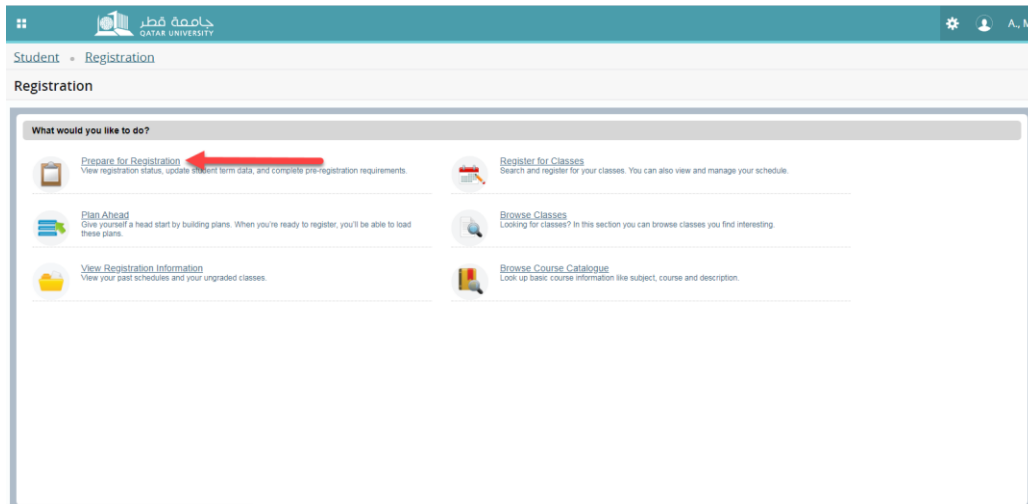 جامعة قطر
QATAR UNIVERSITY
A., M
Student Registration
Registration
What would you like to do?
Prepare for Registration
View registration status, update student term data, and complete pre-registration requirements.
Register for Classes
Search and register for your classes. You can also view and manage your schedule.
Plan Ahead
Give yourself a head start by building plans. When you're ready to register, you'll be able to load
these plans.
Browse Classes
Looking for classes? In this section you can browse classes you find interesting.
View Registration Information
View your past schedules and your ungraded classes.
Browse Course Catalogue
Look up basic course information like subject, course and description.